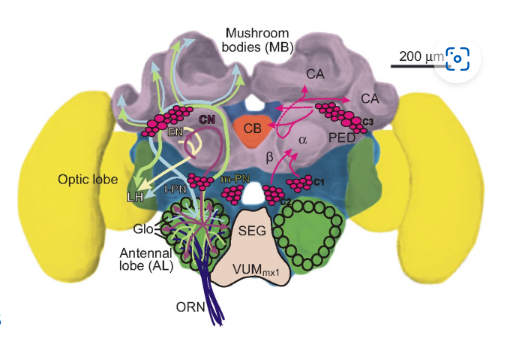 Mushroom
bodies (MB)
200 μm
CA
CA
CN
C3
EN
CB
PED
α
β
Optic lobe
l-PN
m-PN
C1
LH
C2
Glo
SEG
Antennal
lobe (AL)
VUMmx1
ORN